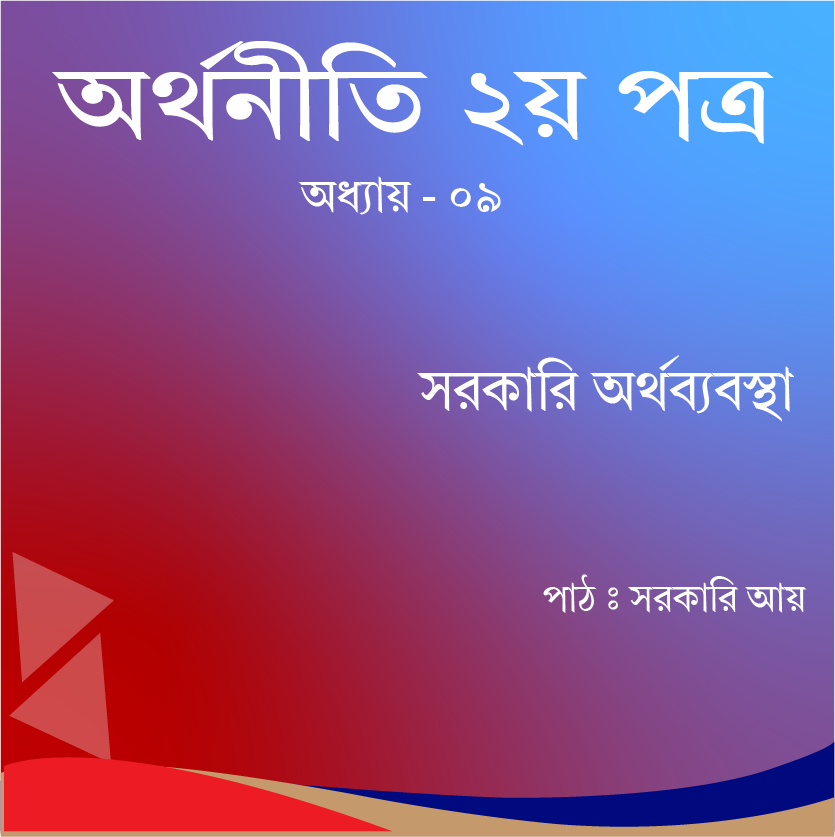 অর্থনীতি ২য় পত্র
অধ্যায় - ০৯
সরকারি অর্থব্যবস্থা
পাঠ ঃ সরকারি আয়